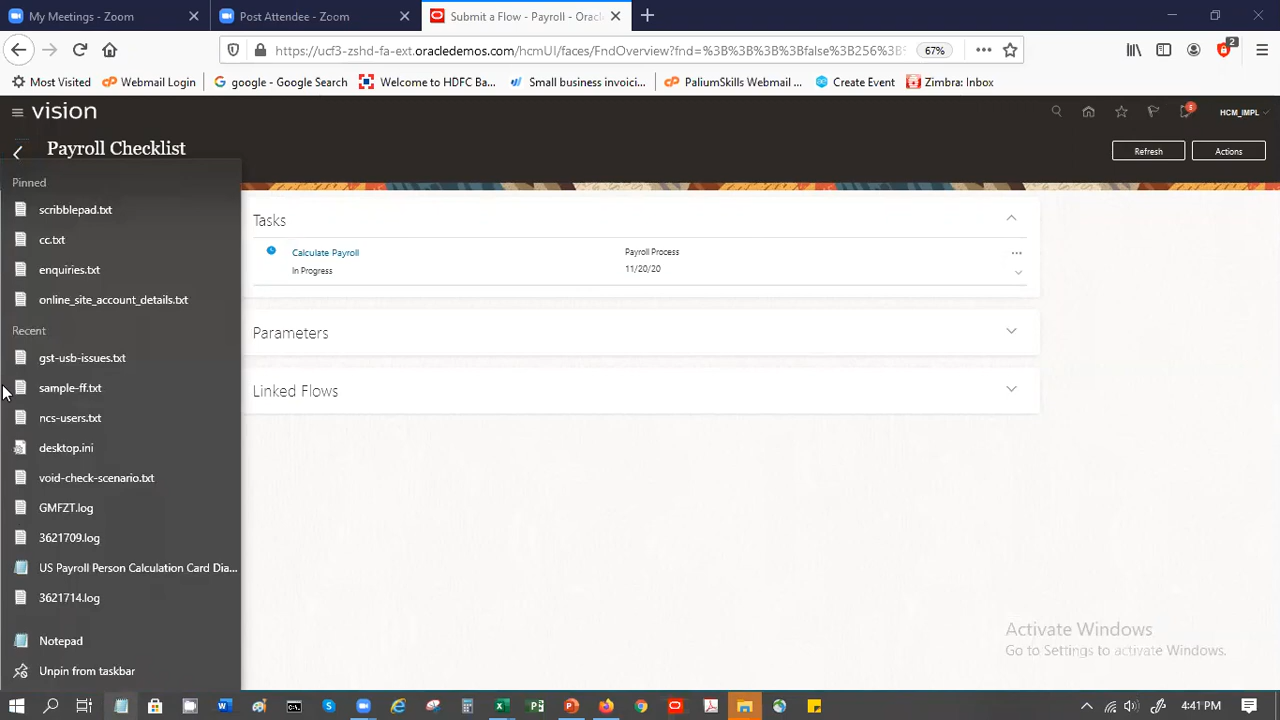 My Meetings - Zoom
Post Attendee - Zoom
Submit a Flow - Payroll - Oracl
https://ucf3-zshd-fa-ext.oracledemos.com/hcmUI/faces/FndOverview?fnd=%3B%3B%3B%3Bfalse%3B256%3B%
67%
2
Most Visited
Webmail Login
google - Google Search
Welcome to HDFC Ba...
Small business invoicin...
PaliumSkills Webmail ...
Create Event
Zimbra: Inbox
vision
5
HCM_IMPL
Payroll Checklist
Refresh
Actions
Pinned
scribblepad.txt
cc.txt
enquiries.txt
online_site_account_details.txt
Recent
gst-usb-issues.txt
sample-ff.txt
ncs-users.txt
desktop.ini
void-check-scenario.txt
GMFZT.log
3621709.log
US Payroll Person Calculation Card Dia...
3621714.log
Notepad
Unpin from taskbar
Tasks
Calculate Payroll
Payroll Process
In Progress
11/20/20
Parameters
Linked Flows
Activate Windows
Go to Settings to activate Windows.
4:41 PM